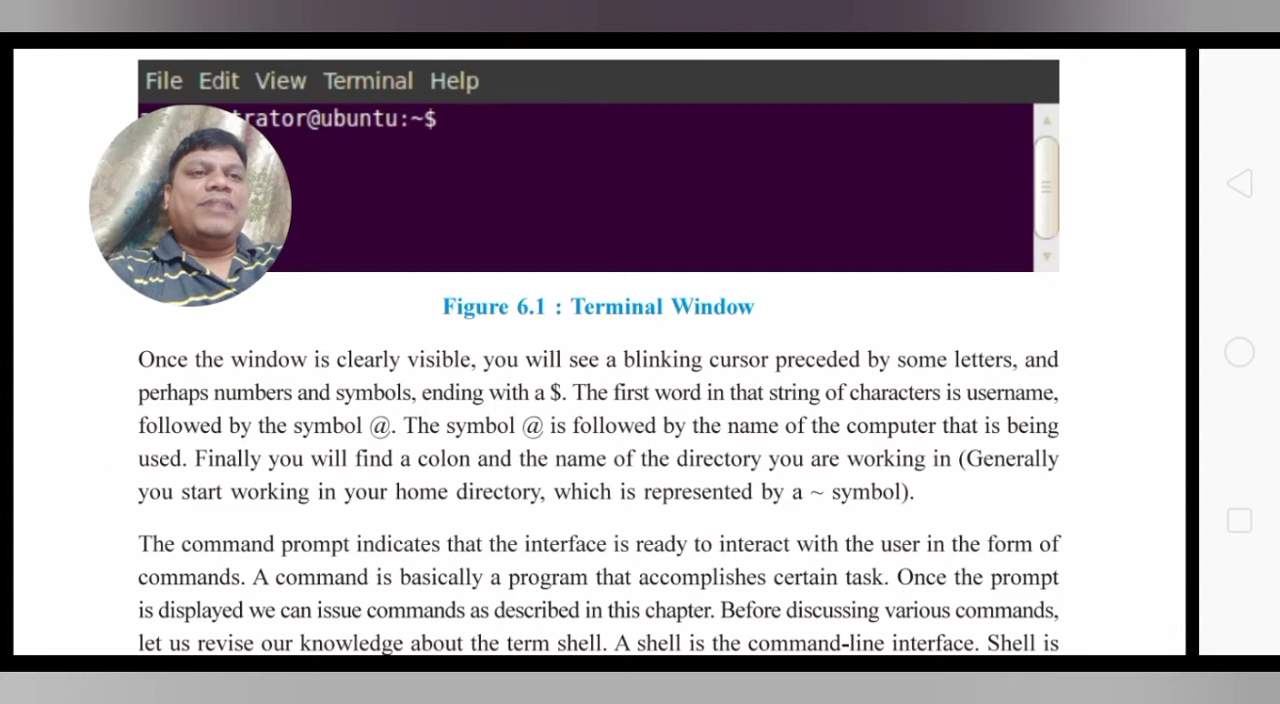 File Edit View Terminal Help
trator@ubuntu:~$
Figure 6.1 : Terminal Window
Once the window is clearly visible, you will see a blinking cursor preceded by some letters, and
perhaps numbers and symbols, ending with a $. The first word in that string of characters is username,
followed by the symbol @. The symbol @ is followed by the name of the computer that is being
used. Finally you will find a colon and the name of the directory you are working in (Generally
you start working in your home directory, which is represented by a ~ symbol).
The command prompt indicates that the interface is ready to interact with the user in the form of
commands. A command is basically a program that accomplishes certain task. Once the prompt
is displayed we can issue commands as described in this chapter. Before discussing various commands,
let us revise our knowledge about the term shell. A shell is the command-line interface. Shell is